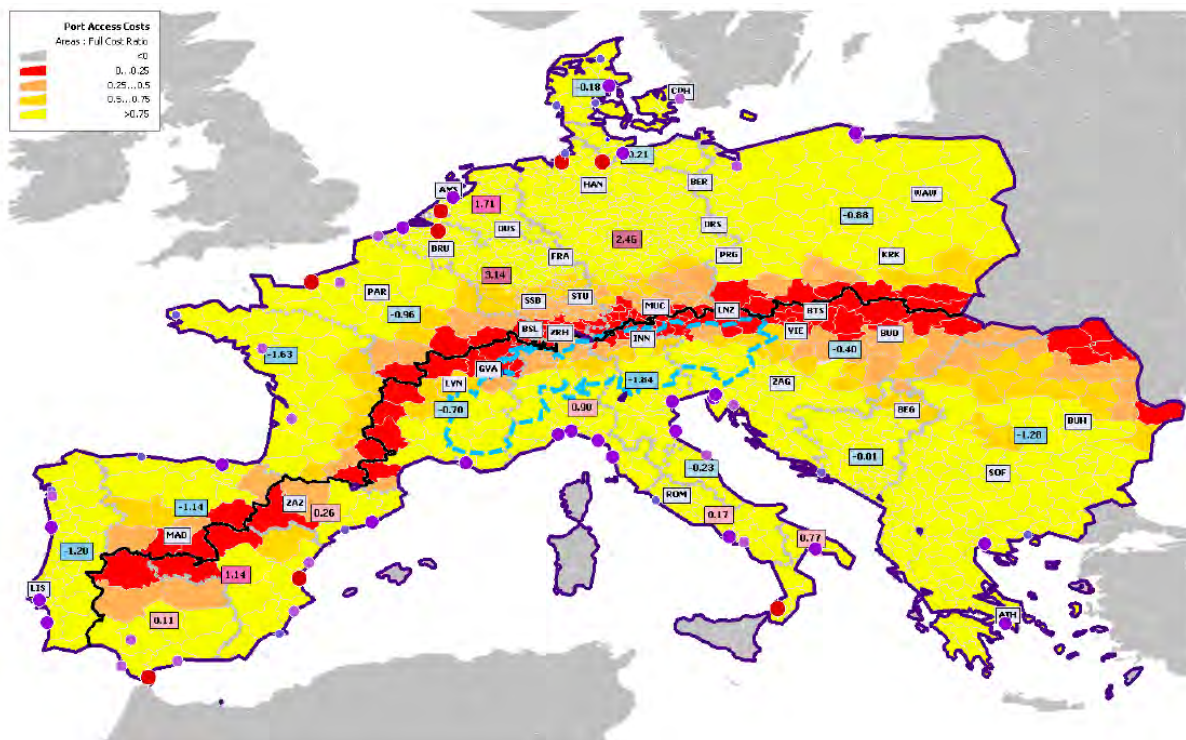 Port Access Costs
Areas : Full Cost Ratio
<0
0...0.25
0.25...0.5
0.5...0.75
>0.75
-0.18
CPH
0.21
HAN
BER
WAW
AMS
1.71
-0.88
DUS
DRS
BRU
2.45
FRA
PRG
KRK
3.14
PAR
SSB
STU
MUC
LNZ
BTS
-0.96
BSL
ZRH
INN
VIE
BUD
-1.63
-0.40
GVA
LYN
-1.84
ZAG
-0.70
0.90
BEG
BUH
-1.28
-0.01
-0.23
SOF
ROM
ZAZ
-1.14
0.26
0.17
MAD
0.77
-1.20
1.14
LIS
0.11
ATH